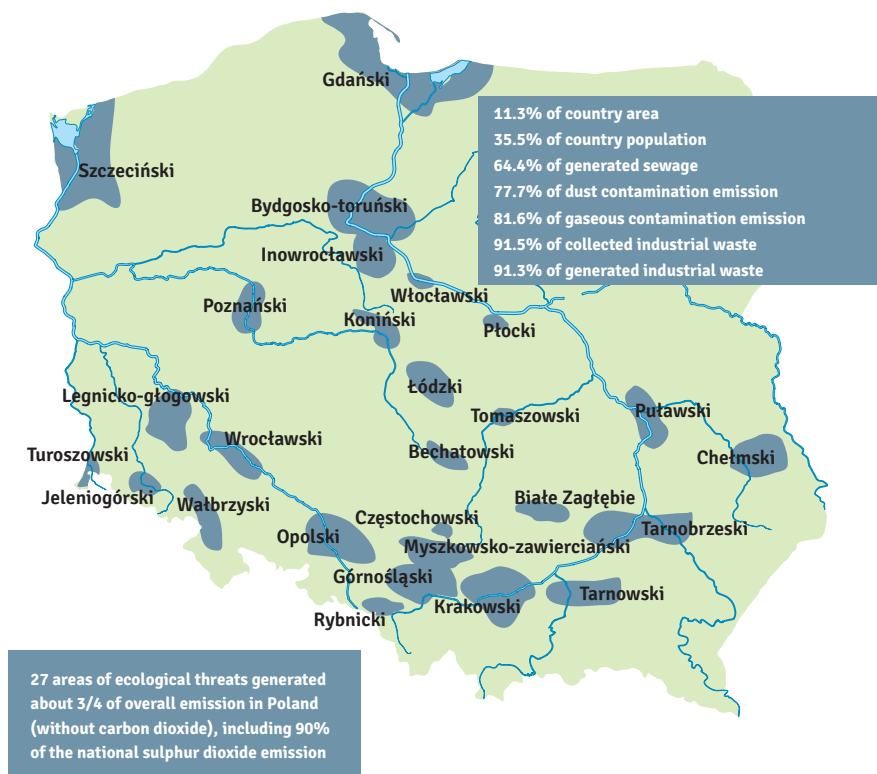 Gdański
11.3% of country area
35.5% of country population
64.4% of generated sewage
77.7% of dust contamination emission
81.6% of gaseous contamination emission
91.5% of collected industrial waste
91.3% of generated industrial waste
Szczeciński
Bydgosko-toruński
Inowrocławski
Włocławski
Poznański
Koniński
Płocki
Łódzki
Legnicko-głogowski
Tomaszowski
Puławski
Wrocławski
Bechatowski
Turoszowski
Chełmski
Jeleniogórski
Wałbrzyski
Białe Zagłębie
Częstochowski
Opolski
Tarnobrzeski
Myszkowsko-zawierciański
Górnośląski
Krakowski
Tarnowski
Rybnicki
27 areas of ecological threats generated
about 3/4 of overall emission in Poland
(without carbon dioxide), including 90%
of the national sulphur dioxide emission